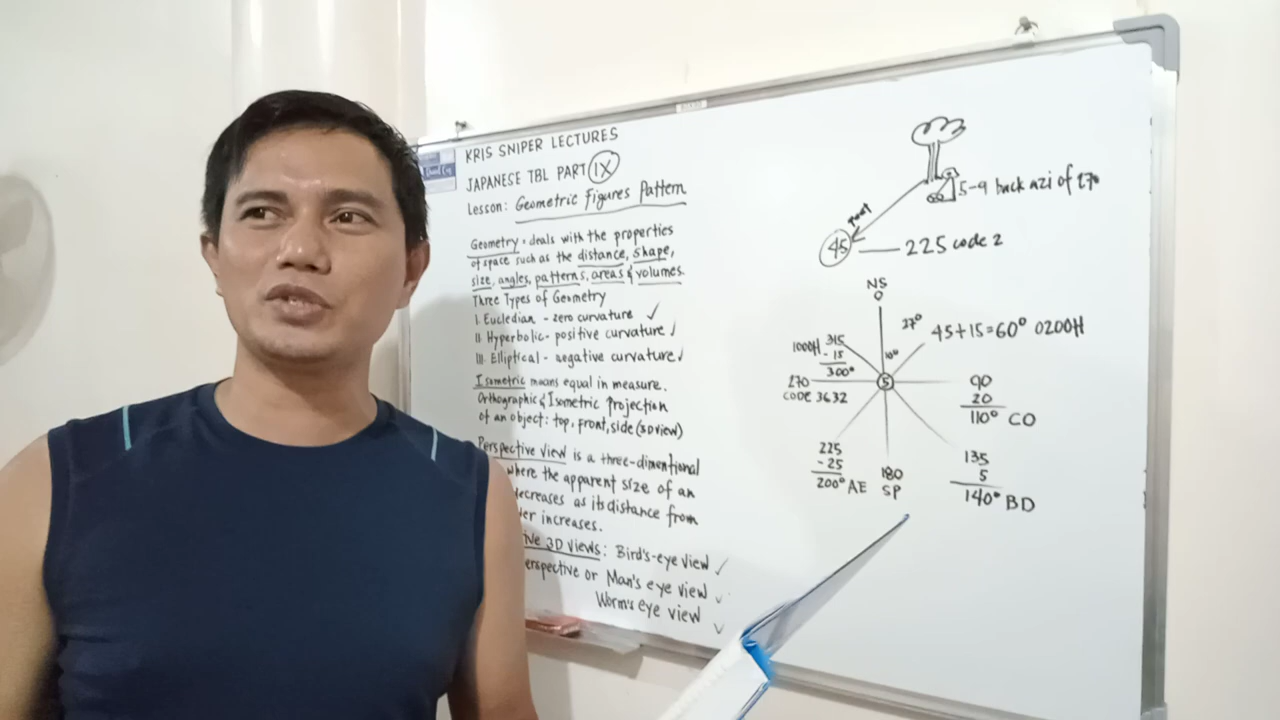 KRIS SNIPER LECTURES
JAPANESE TBL PART IX
Lesson: Geometric Figures Pattern
Geometry - deals with the properties
of space such as the distance, shape,
size, angles, patterns, areas & volumes.
Three Types of Geometry
I. Eucledian - zero curvature ✓
II. Hyperbolic - positive curvature ✓
III. Elliptical - negative curvature ✓
Isometric means equal in measure.
Orthographic & Isometric Projection
of an object: top, front, side (3D view)
Perspective View is a three-dimentional
where the apparent size of an
decreases as its distance from
increases.
3D Views: Bird's-eye view ✓
or Man's eye view ✓
Worm's eye view ✓
5-9 back azi of 270
45 — 225 code 2
NS
0
27°
45+15=60° 0200H
10°
1000H 315
- 15
300°
270
CODE 3632
5
90
20
110° CO
225
- 25
200° AE
180
SP
135
5
140° BD